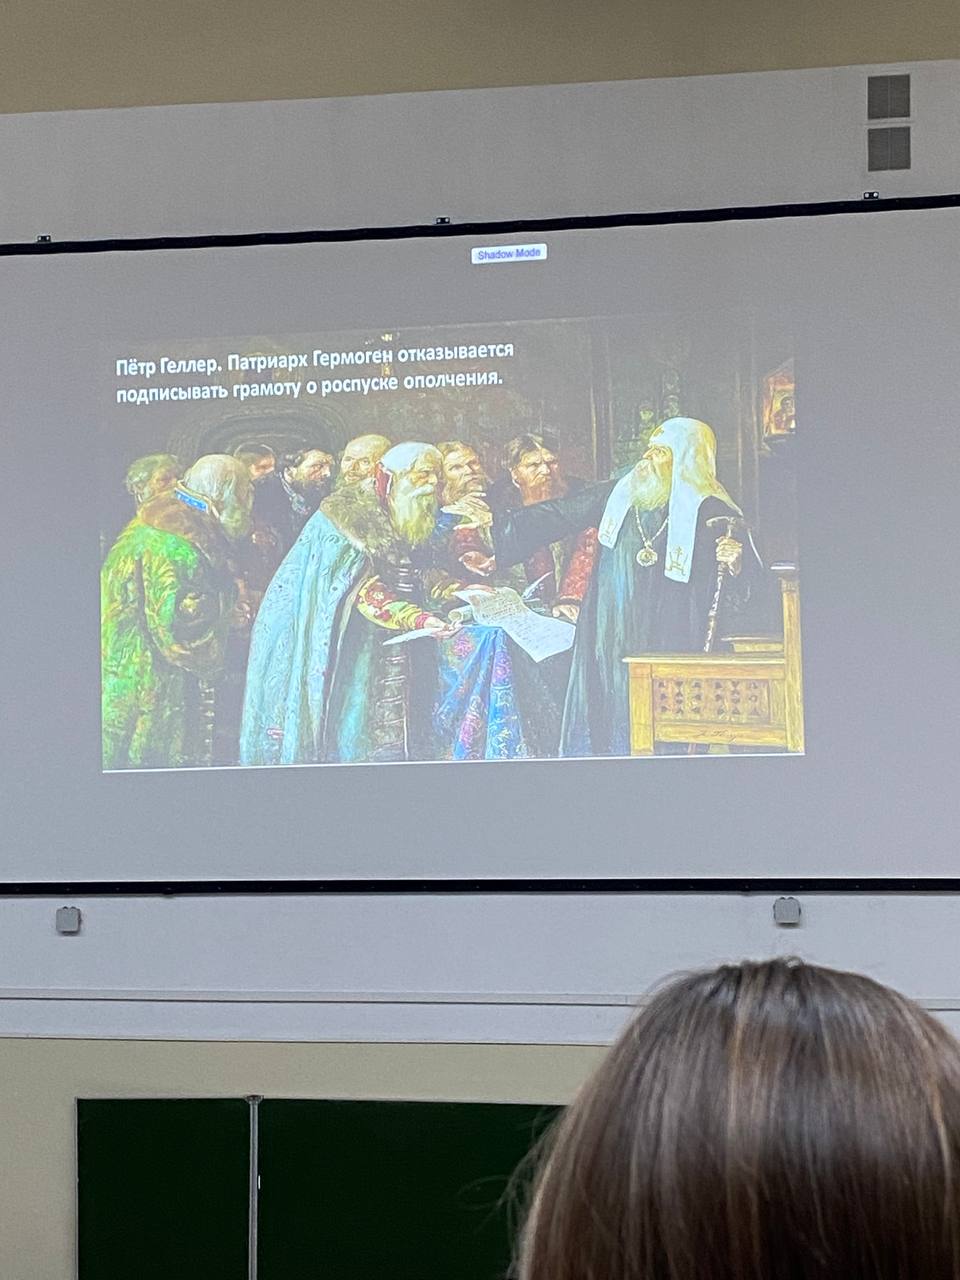 Shadow Mode
Пётр Геллер. Патриарх Гермоген отказывается
подписывать грамоту о роспуске ополчения.